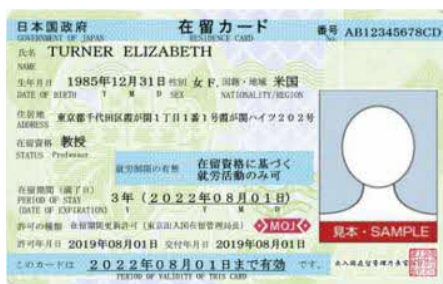 日本国政府 在留カード 番号 AB12345678CD
GOVERNMENT OF JAPAN RESIDENCE CARD No.
氏名 TURNER ELIZABETH
NAME
生年月日 1985年12月31日 性別 女 F. 国籍・地域 米国
DATE OF BIRTH Y M D SEX NATIONALITY/REGION
住居地 東京都千代田区霞が関1丁目1番1号霞が関ハイツ202号
ADDRESS
在留資格 教授
STATUS Professor
就労制限の有無 在留資格に基づく
就労活動のみ可
在留期間(満了日) 3年(2022年08月01日)
PERIOD OF STAY Y M D
(DATE OF EXPIRATION)
許可の種類 在留期間更新許可(東京出入国在留管理局長) MOJ
見本・SAMPLE
許可年月日 2019年08月01日 交付年月日 2019年08月01日
このカードは 2022年08月01日まで有効 です。
PERIOD OF VALIDITY OF THIS CARD
出入国在留管理庁長官